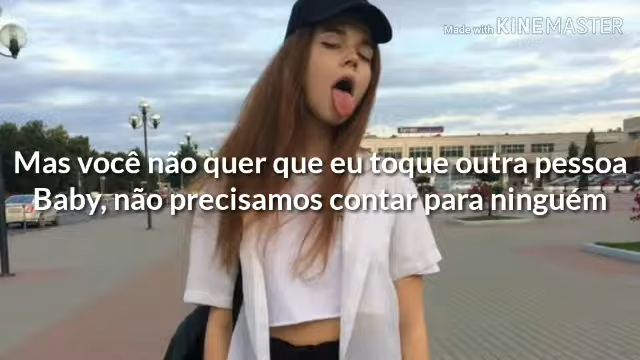 Made with KINEMASTER
Mas você não quer que eu toque outra pessoa
Baby, não precisamos contar para ninguém